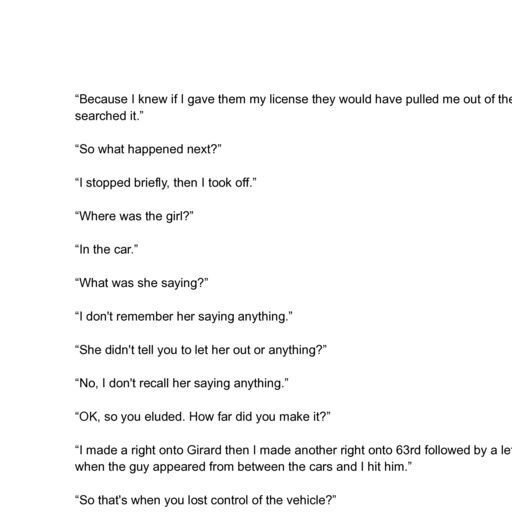 “Because I knew if I gave them my license they would have pulled me out of the
searched it.”
“So what happened next?”
“I stopped briefly, then I took off.”
“Where was the girl?”
“In the car.”
“What was she saying?”
“I don't remember her saying anything.”
“She didn't tell you to let her out or anything?”
“No, I don't recall her saying anything.”
“OK, so you eluded. How far did you make it?”
“I made a right onto Girard then I made another right onto 63rd followed by a
when the guy appeared from between the cars and I hit him.”
“So that's when you lost control of the vehicle?”